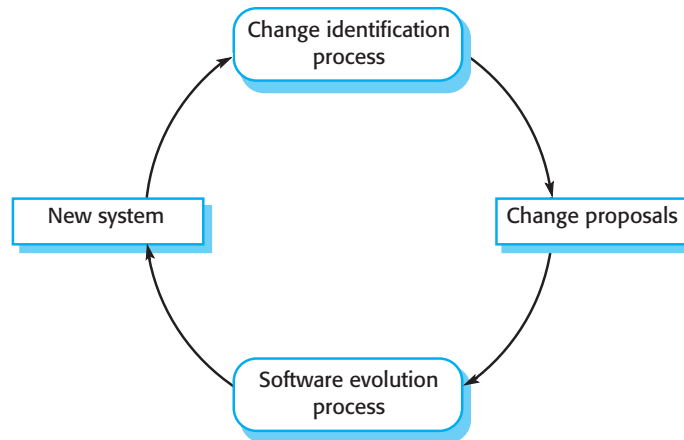 Change identification
process
New system
Change proposals
Software evolution
process